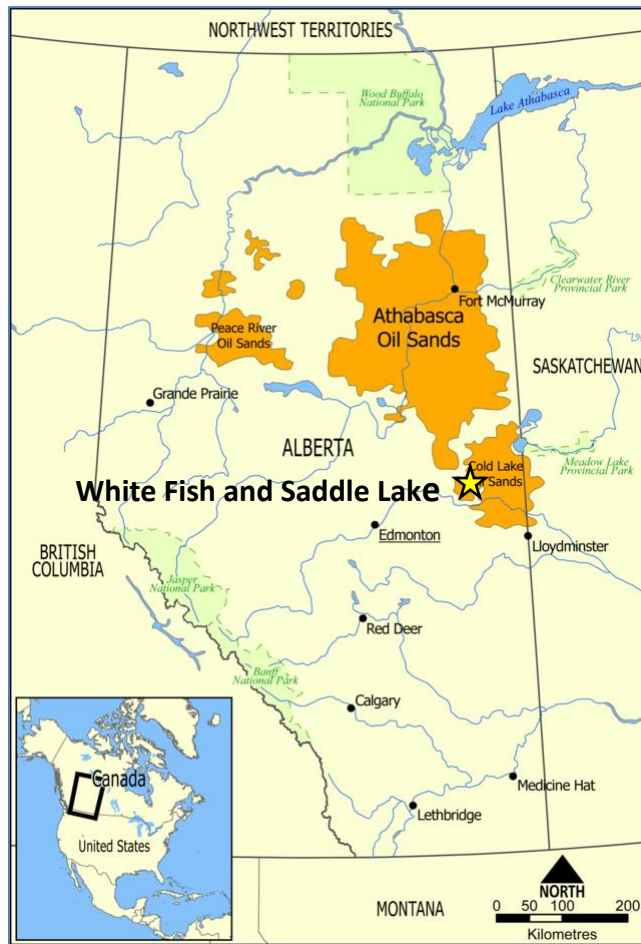 NORTHWEST TERRITORIES
Wood Buffalo
National Park
Lake Athabasca
Clearwater River
Provincial Park
Fort McMurray
Athabasca
Oil Sands
Peace River
Oil Sands
SASKATCHEWAN
Grande Prairie
ALBERTA
Meadow Lake
Provincial Park
Cold Lake
Sands
White Fish and Saddle Lake
Edmonton
Lloydminster
BRITISH
COLUMBIA
Jasper
National Park
Red Deer
Banff
National Park
Calgary
Medicine Hat
Lethbridge
Canada
United States
NORTH
MONTANA
0 50 100 200
Kilometres